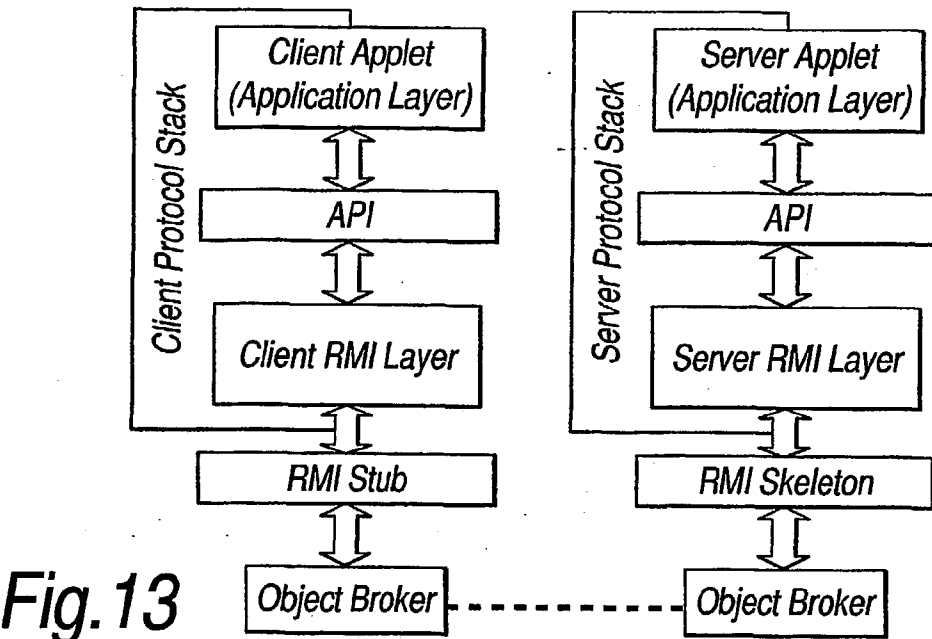 Client Protocol Stack
Client Applet
(Application Layer)
API
Client RMI Layer
RMI Stub
Object Broker
Server Protocol Stack
Server Applet
(Application Layer)
API
Server RMI Layer
RMI Skeleton
Object Broker
Fig.13